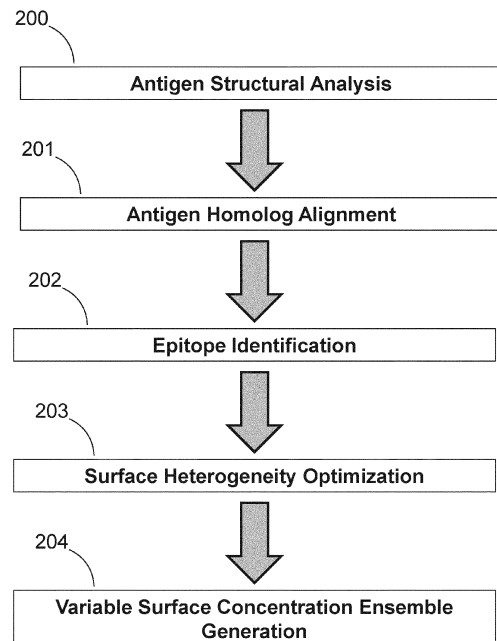 200
Antigen Structural Analysis
201
Antigen Homolog Alignment
202
Epitope Identification
203
Surface Heterogeneity Optimization
204
Variable Surface Concentration Ensemble
Generation